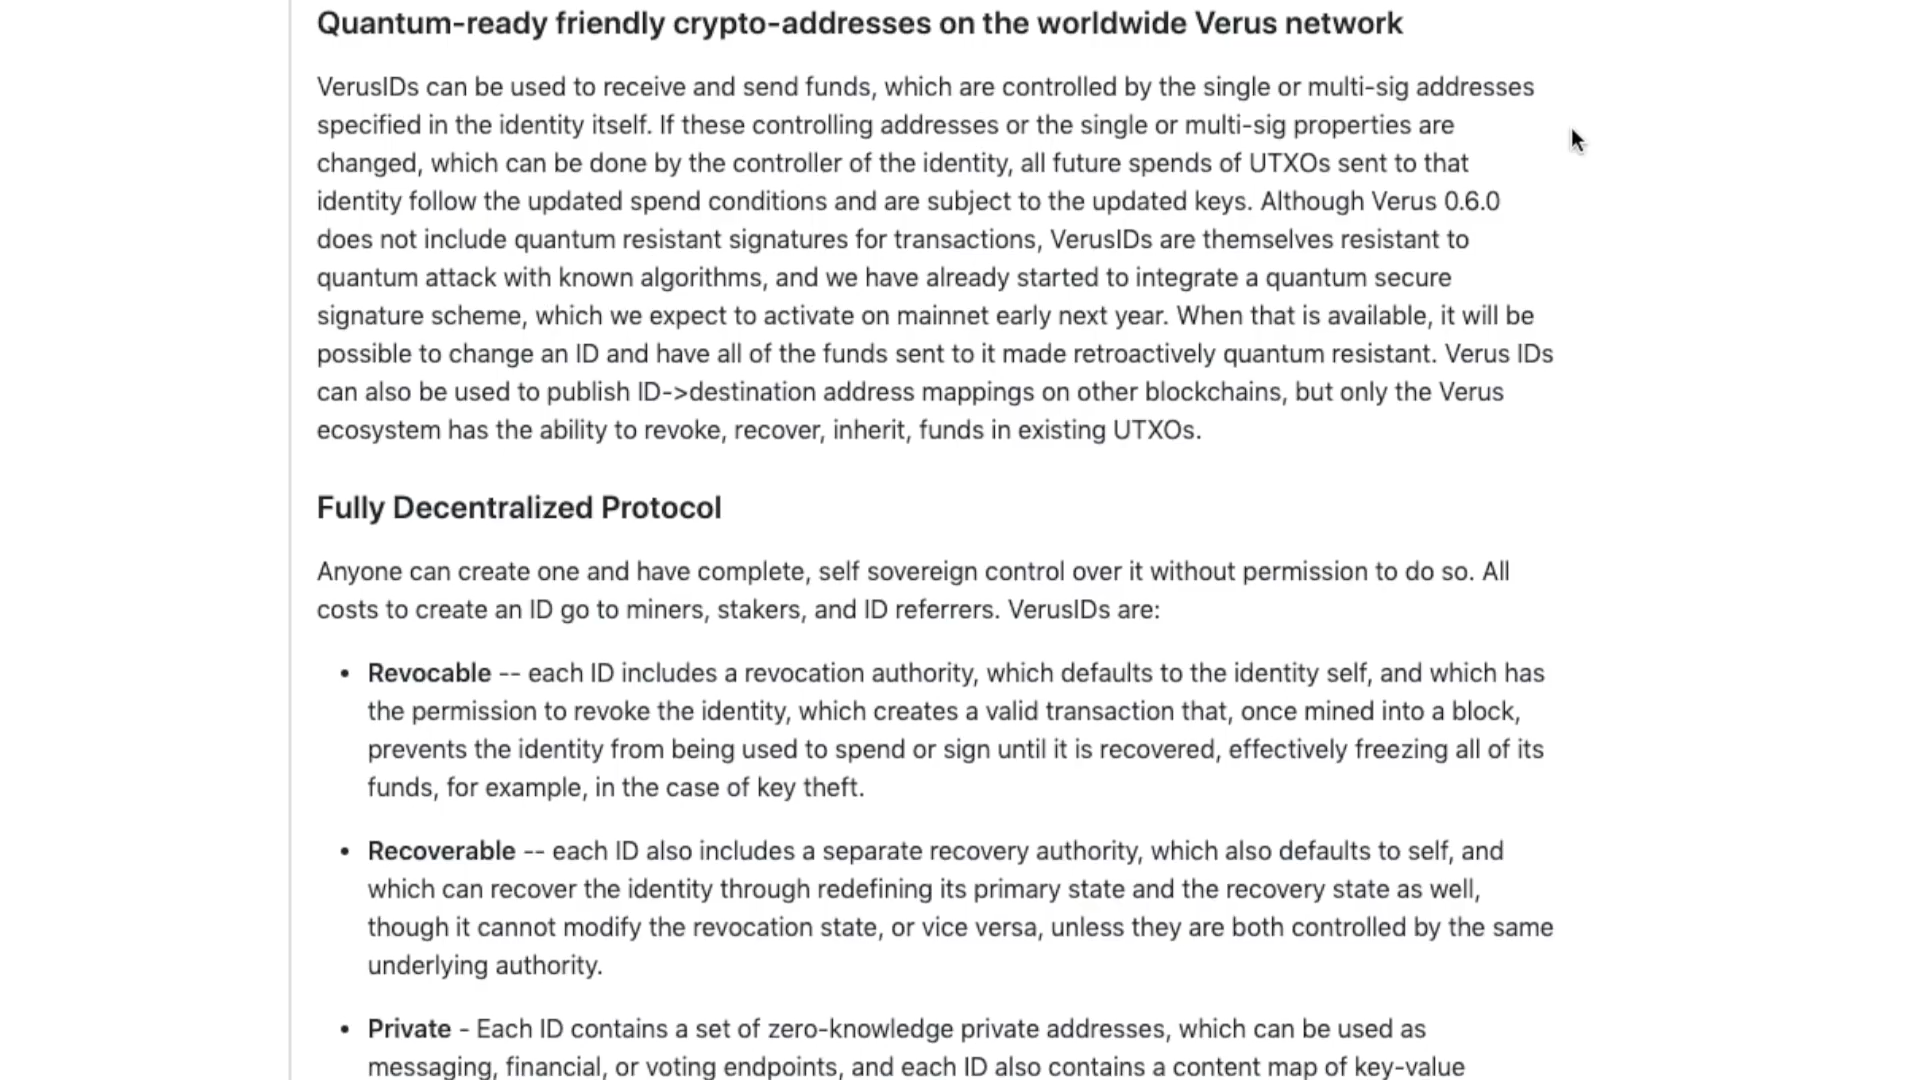 Quantum-ready friendly crypto-addresses on the worldwide Verus network
VerusIDs can be used to receive and send funds, which are controlled by the single or multi-sig addresses
specified in the identity itself. If these controlling addresses or the single or multi-sig properties are
changed, which can be done by the controller of the identity, all future spends of UTXOs sent to that
identity follow the updated spend conditions and are subject to the updated keys. Although Verus 0.6.0
does not include quantum resistant signatures for transactions, VerusIDs are themselves resistant to
quantum attack with known algorithms, and we have already started to integrate a quantum secure
signature scheme, which we expect to activate on mainnet early next year. When that is available, it will be
possible to change an ID and have all of the funds sent to it made retroactively quantum resistant. Verus IDs
can also be used to publish ID->destination address mappings on other blockchains, but only the Verus
ecosystem has the ability to revoke, recover, inherit, funds in existing UTXOs.
Fully Decentralized Protocol
Anyone can create one and have complete, self sovereign control over it without permission to do so. All
costs to create an ID go to miners, stakers, and ID referrers. VerusIDs are:
• Revocable -- each ID includes a revocation authority, which defaults to the identity self, and which has
the permission to revoke the identity, which creates a valid transaction that, once mined into a block,
prevents the identity from being used to spend or sign until it is recovered, effectively freezing all of its
funds, for example, in the case of key theft.
• Recoverable -- each ID also includes a separate recovery authority, which also defaults to self, and
which can recover the identity through redefining its primary state and the recovery state as well,
though it cannot modify the revocation state, or vice versa, unless they are both controlled by the same
underlying authority.
• Private - Each ID contains a set of zero-knowledge private addresses, which can be used as
messaging, financial, or voting endpoints, and each ID also contains a content map of key-value